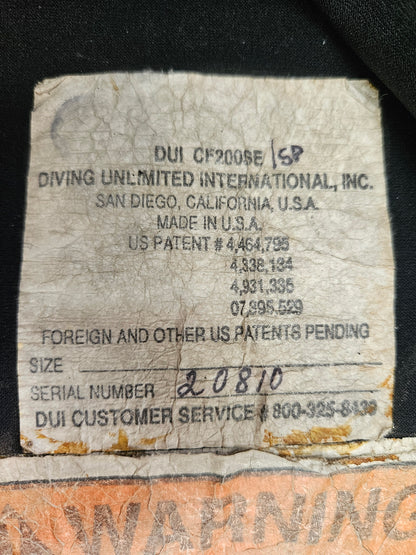 DUI CF200SE/SP
DIVING UNLIMITED INTERNATIONAL, INC.
SAN DIEGO, CALIFORNIA, U.S.A.
MADE IN U.S.A.
US PATENT # 4,464,795
4,338,134
4,931,335
07,395,529
FOREIGN AND OTHER US PATENTS PENDING
SIZE
SERIAL NUMBER 20810
DUI CUSTOMER SERVICE # 800-325-8439
WARNING